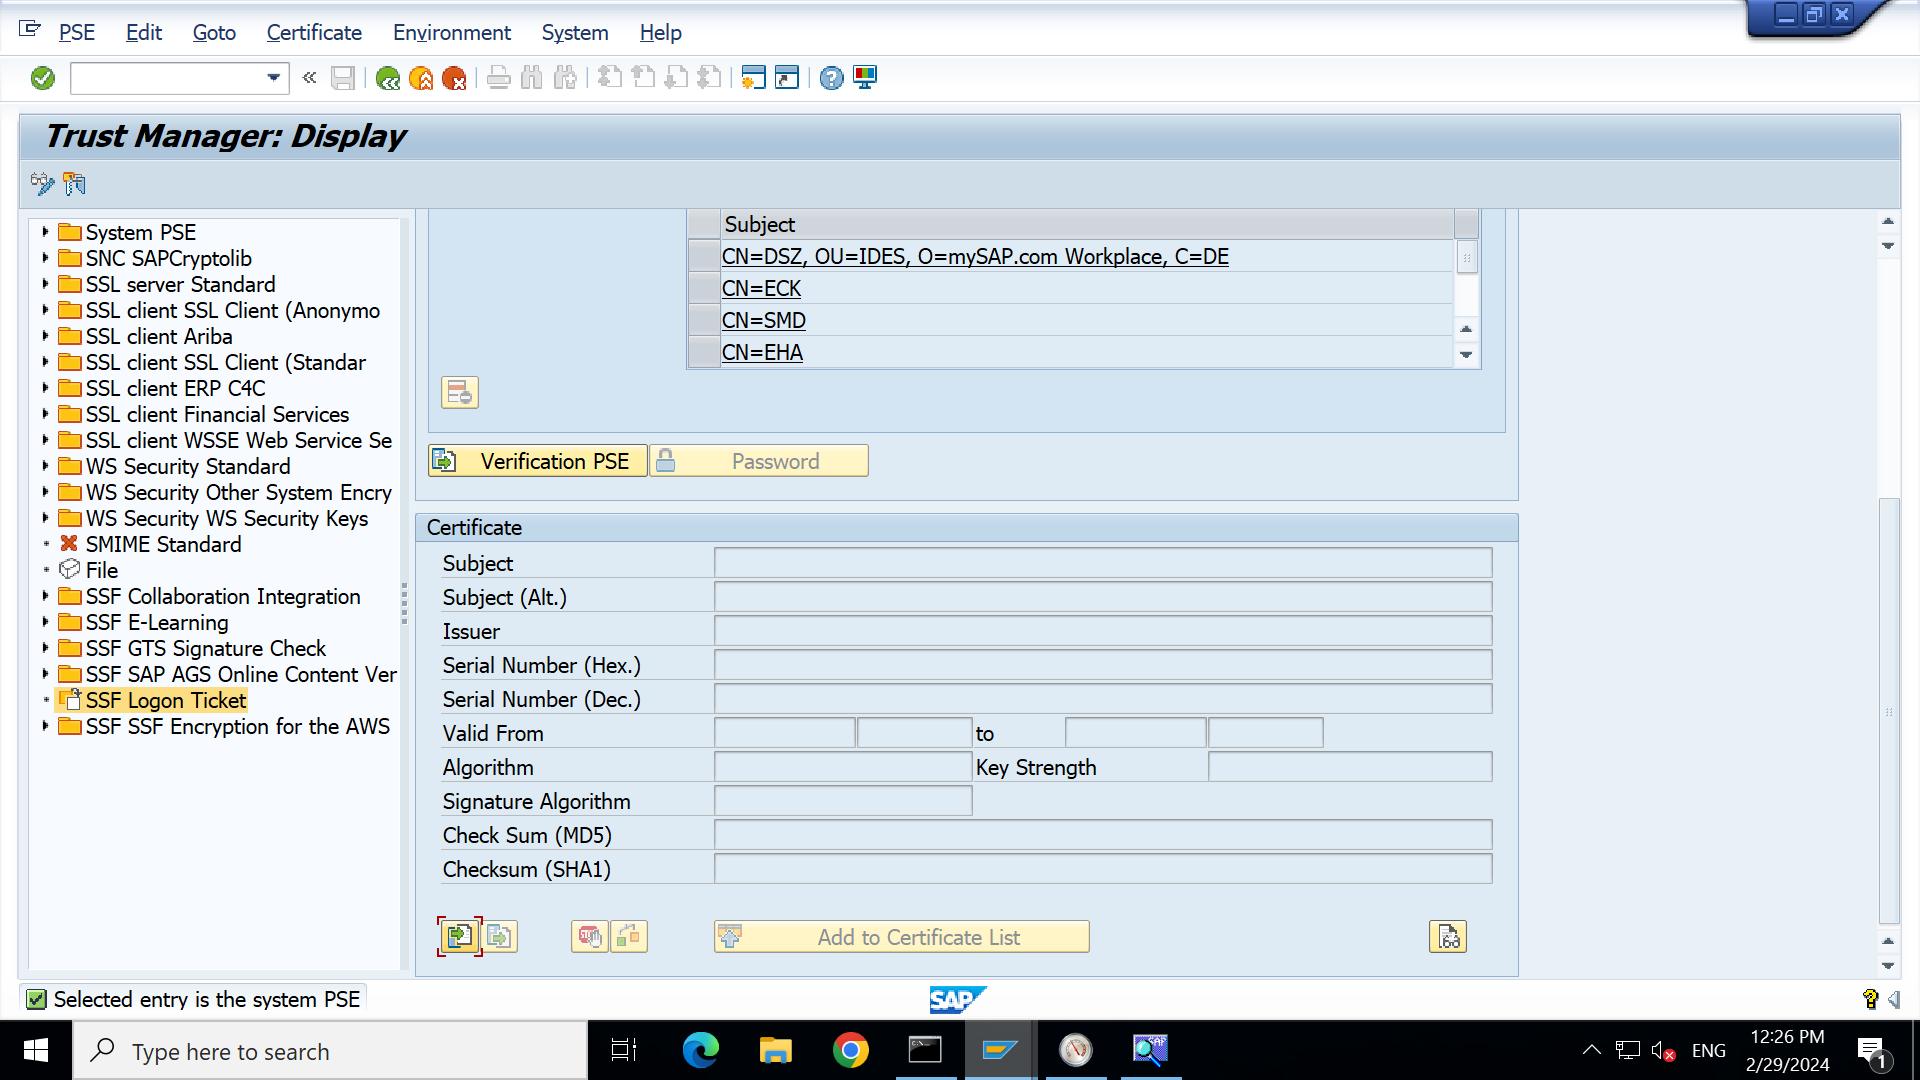 PSE Edit Goto Certificate Environment System Help
Trust Manager: Display
System PSE
SNC SAPCryptolib
SSL server Standard
SSL client SSL Client (Anonymo
SSL client Ariba
SSL client SSL Client (Standar
SSL client ERP C4C
SSL client Financial Services
SSL client WSSE Web Service Se
WS Security Standard
WS Security Other System Encry
WS Security WS Security Keys
SMIME Standard
File
SSF Collaboration Integration
SSF E-Learning
SSF GTS Signature Check
SSF SAP AGS Online Content Ver
SSF Logon Ticket
SSF SSF Encryption for the AWS
Subject
CN=DSZ, OU=IDES, O=mySAP.com Workplace, C=DE
CN=ECK
CN=SMD
CN=EHA
Verification PSE Password
Certificate
Subject
Subject (Alt.)
Issuer
Serial Number (Hex.)
Serial Number (Dec.)
Valid From to
Algorithm Key Strength
Signature Algorithm
Check Sum (MD5)
Checksum (SHA1)
Add to Certificate List
Selected entry is the system PSE
SAP
Type here to search
ENG
12:26 PM
2/29/2024
1